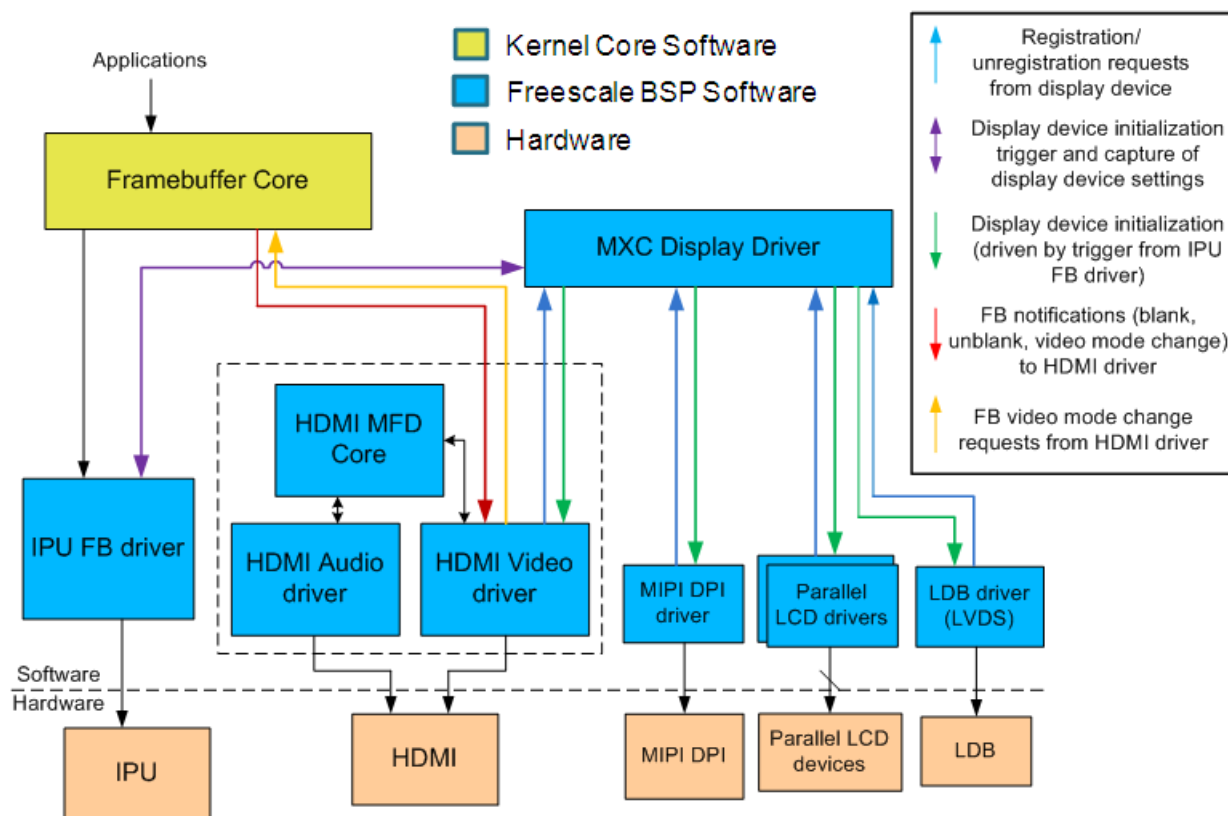 Applications
Kernel Core Software
Freescale BSP Software
Hardware
Framebuffer Core
MXC Display Driver
HDMI MFD
Core
IPU FB driver
HDMI Audio
driver
HDMI Video
driver
MIPI DPI
driver
Parallel
LCD drivers
LDB driver
(LVDS)
Software
Hardware
IPU
HDMI
MIPI DPI
Parallel LCD
devices
LDB
Registration/
unregistration requests
from display device
Display device initialization
trigger and capture of
display device settings
Display device initialization
(driven by trigger from IPU
FB driver)
FB notifications (blank,
unblank, video mode change)
to HDMI driver
FB video mode change
requests from HDMI driver